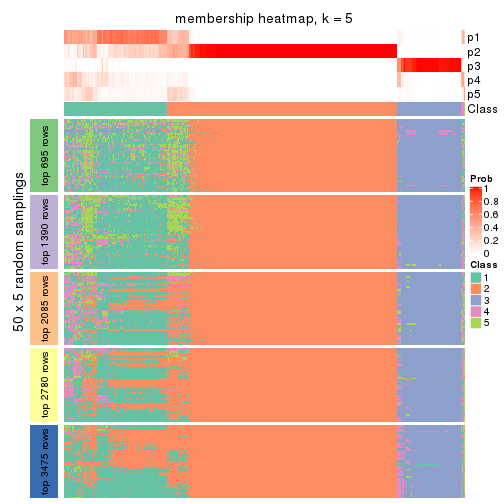 membership heatmap, k = 5
p1
p2
p3
p4
p5
Class
50 x 5 random samplings
top 695 rows
top 1390 rows
top 2085 rows
top 2780 rows
top 3475 rows
Prob
1
0.8
0.6
0.4
0.2
0
Class
1
2
3
4
5